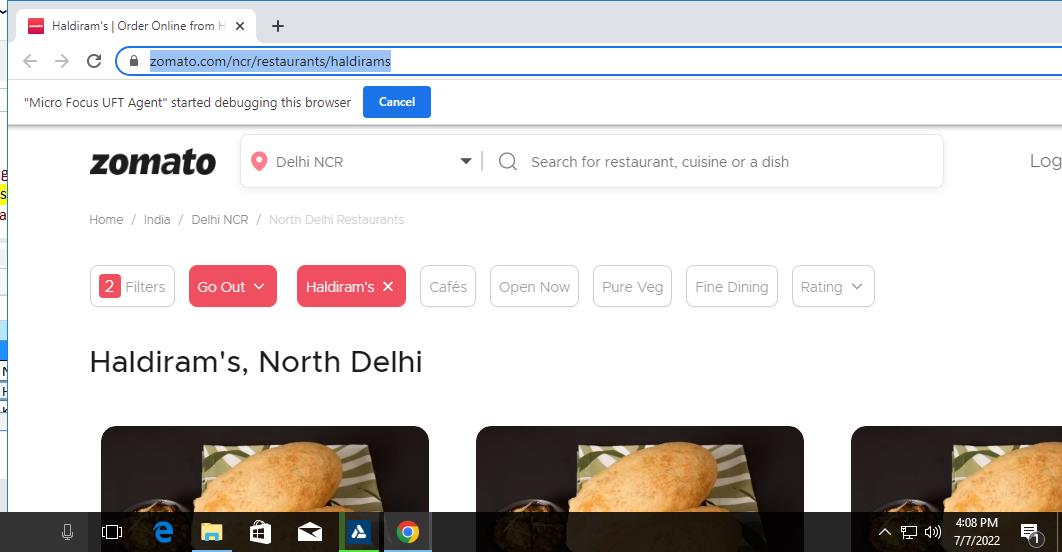 Haldiram's | Order Online from H
zomato.com/ncr/restaurants/haldirams
"Micro Focus UFT Agent" started debugging this browser Cancel
zomato Delhi NCR Search for restaurant, cuisine or a dish Log
Home / India / Delhi NCR / North Delhi Restaurants
2 Filters Go Out Haldiram's Cafés Open Now Pure Veg Fine Dining Rating
Haldiram's, North Delhi
4:08 PM
7/7/2022
1